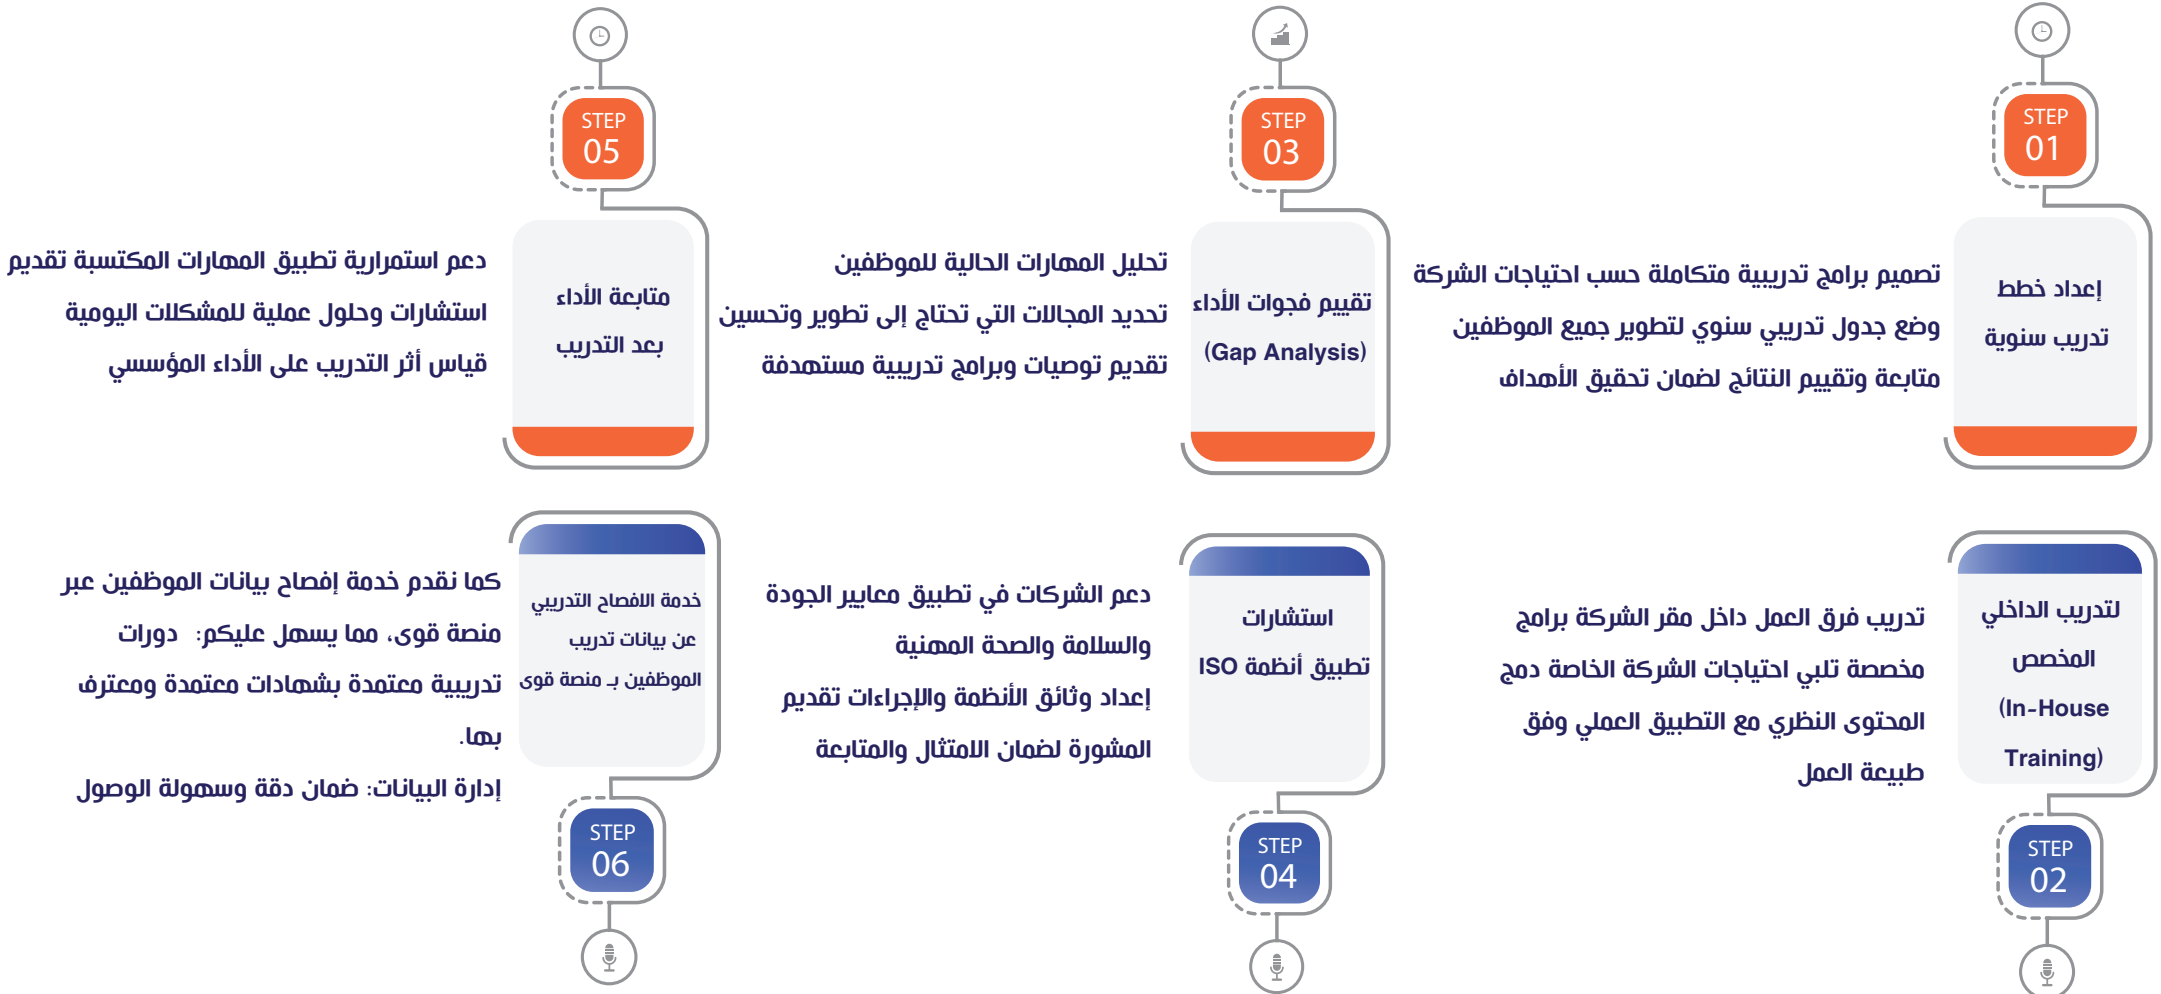 STEP
01
إعداد خطط
تدريب سنوية
تصميم برامج تدريبية متكاملة حسب احتياجات الشركة
وضع جدول تدريبي سنوي لتطوير جميع الموظفين
متابعة وتقييم النتائج لضمان تحقيق الأهداف
STEP
03
تقييم فجوات الأداء
(Gap Analysis)
تحليل المهارات الحالية للموظفين
تحديد المجالات التي تحتاج إلى تطوير وتحسين
تقديم توصيات وبرامج تدريبية مستهدفة
STEP
05
متابعة الأداء
بعد التدريب
دعم استمرارية تطبيق المهارات المكتسبة تقديم
استشارات وحلول عملية للمشكلات اليومية
قياس أثر التدريب على الأداء المؤسسي
لتدريب الداخلي
المخصص
(In-House
Training)
تدريب فرق العمل داخل مقر الشركة برامج
مخصصة تلبي احتياجات الشركة الخاصة دمج
المحتوى النظري مع التطبيق العملي وفق
طبيعة العمل
STEP
02
استشارات
تطبيق أنظمة ISO
دعم الشركات في تطبيق معايير الجودة
والسلامة والصحة المهنية
إعداد وثائق الأنظمة والإجراءات تقديم
المشورة لضمان الامتثال والمتابعة
STEP
04
خدمة الافصاح التدريبي
عن بيانات تدريب
الموظفين بـ منصة قوى
كما نقدم خدمة إفصاح بيانات الموظفين عبر
منصة قوى، مما يسهل عليكم: دورات
تدريبية معتمدة بشهادات معتمدة ومعترف
بها.
إدارة البيانات: ضمان دقة وسهولة الوصول
STEP
06